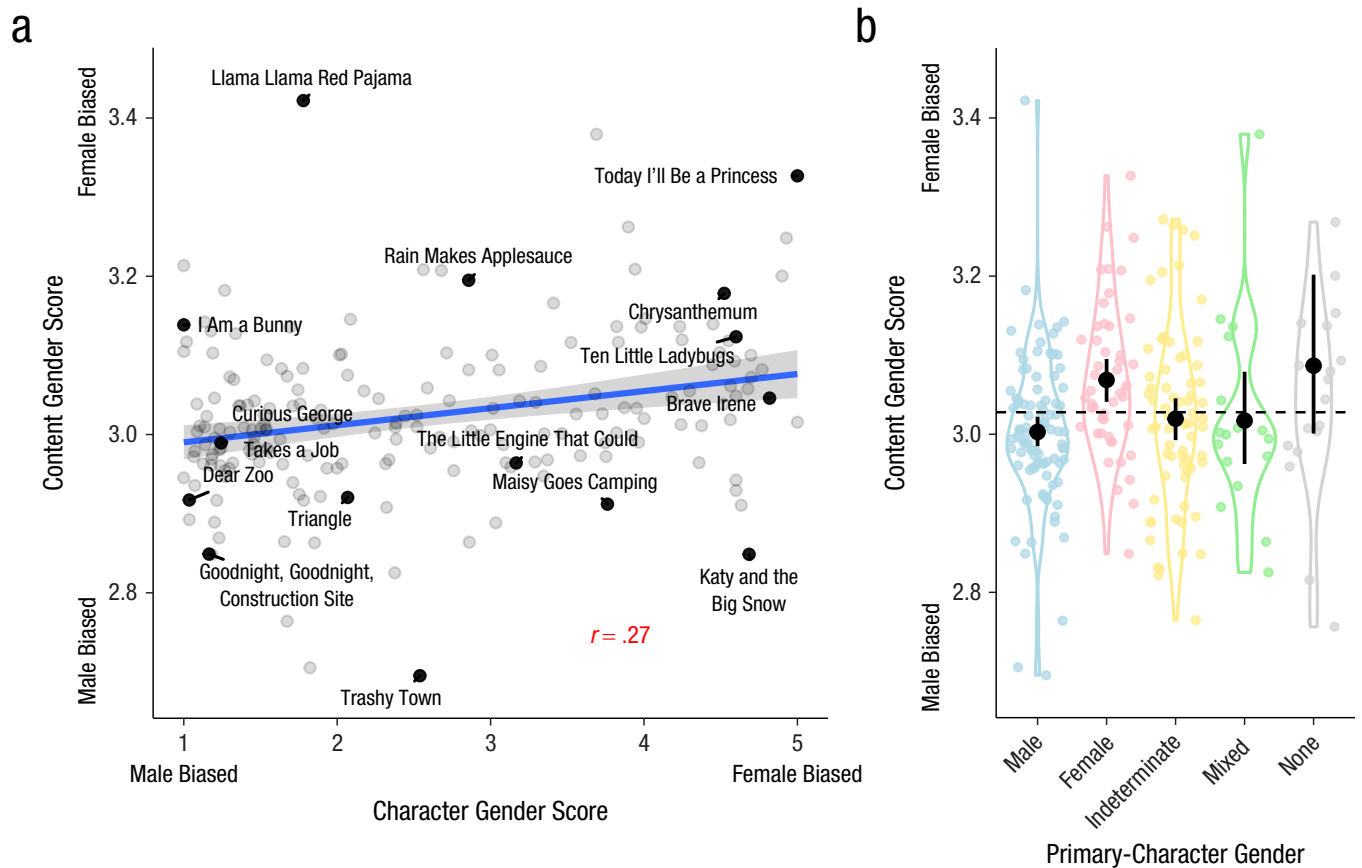 a
Female Biased
Content Gender Score
Male Biased
3.4
3.2
3.0
2.8
Llama Llama Red Pajama
Today I'll Be a Princess
Rain Makes Applesauce
Chrysanthemum
I Am a Bunny
Ten Little Ladybugs
Curious George
Takes a Job
Brave Irene
The Little Engine That Could
Dear Zoo
Maisy Goes Camping
Triangle
Goodnight, Goodnight,
Construction Site
Katy and the
Big Snow
r = .27
Trashy Town
1
2
3
4
5
Male Biased
Female Biased
Character Gender Score
b
Female Biased
Content Gender Score
Male Biased
3.4
3.2
3.0
2.8
Male
Female
Indeterminate
Mixed
None
Primary-Character Gender